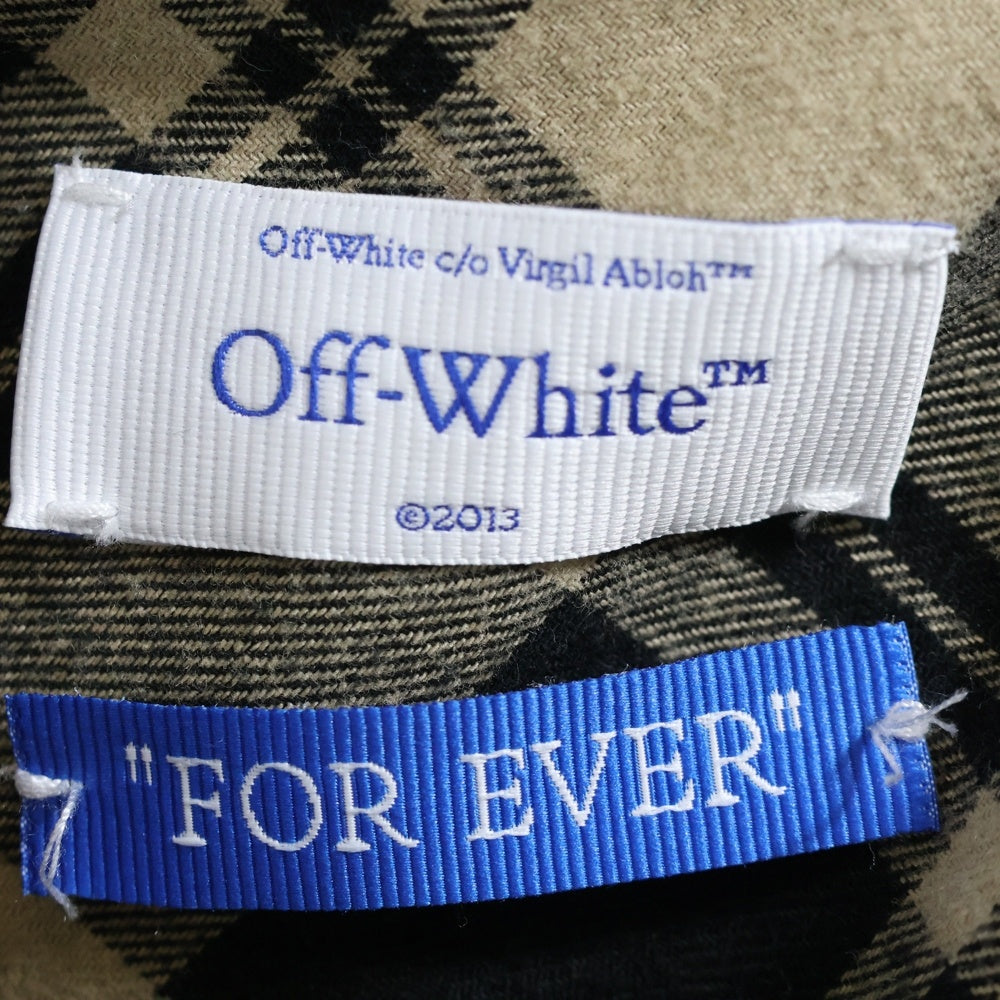 Off-White c/o Virgil Abloh™
Off-White™
©2013
"FOR EVER"